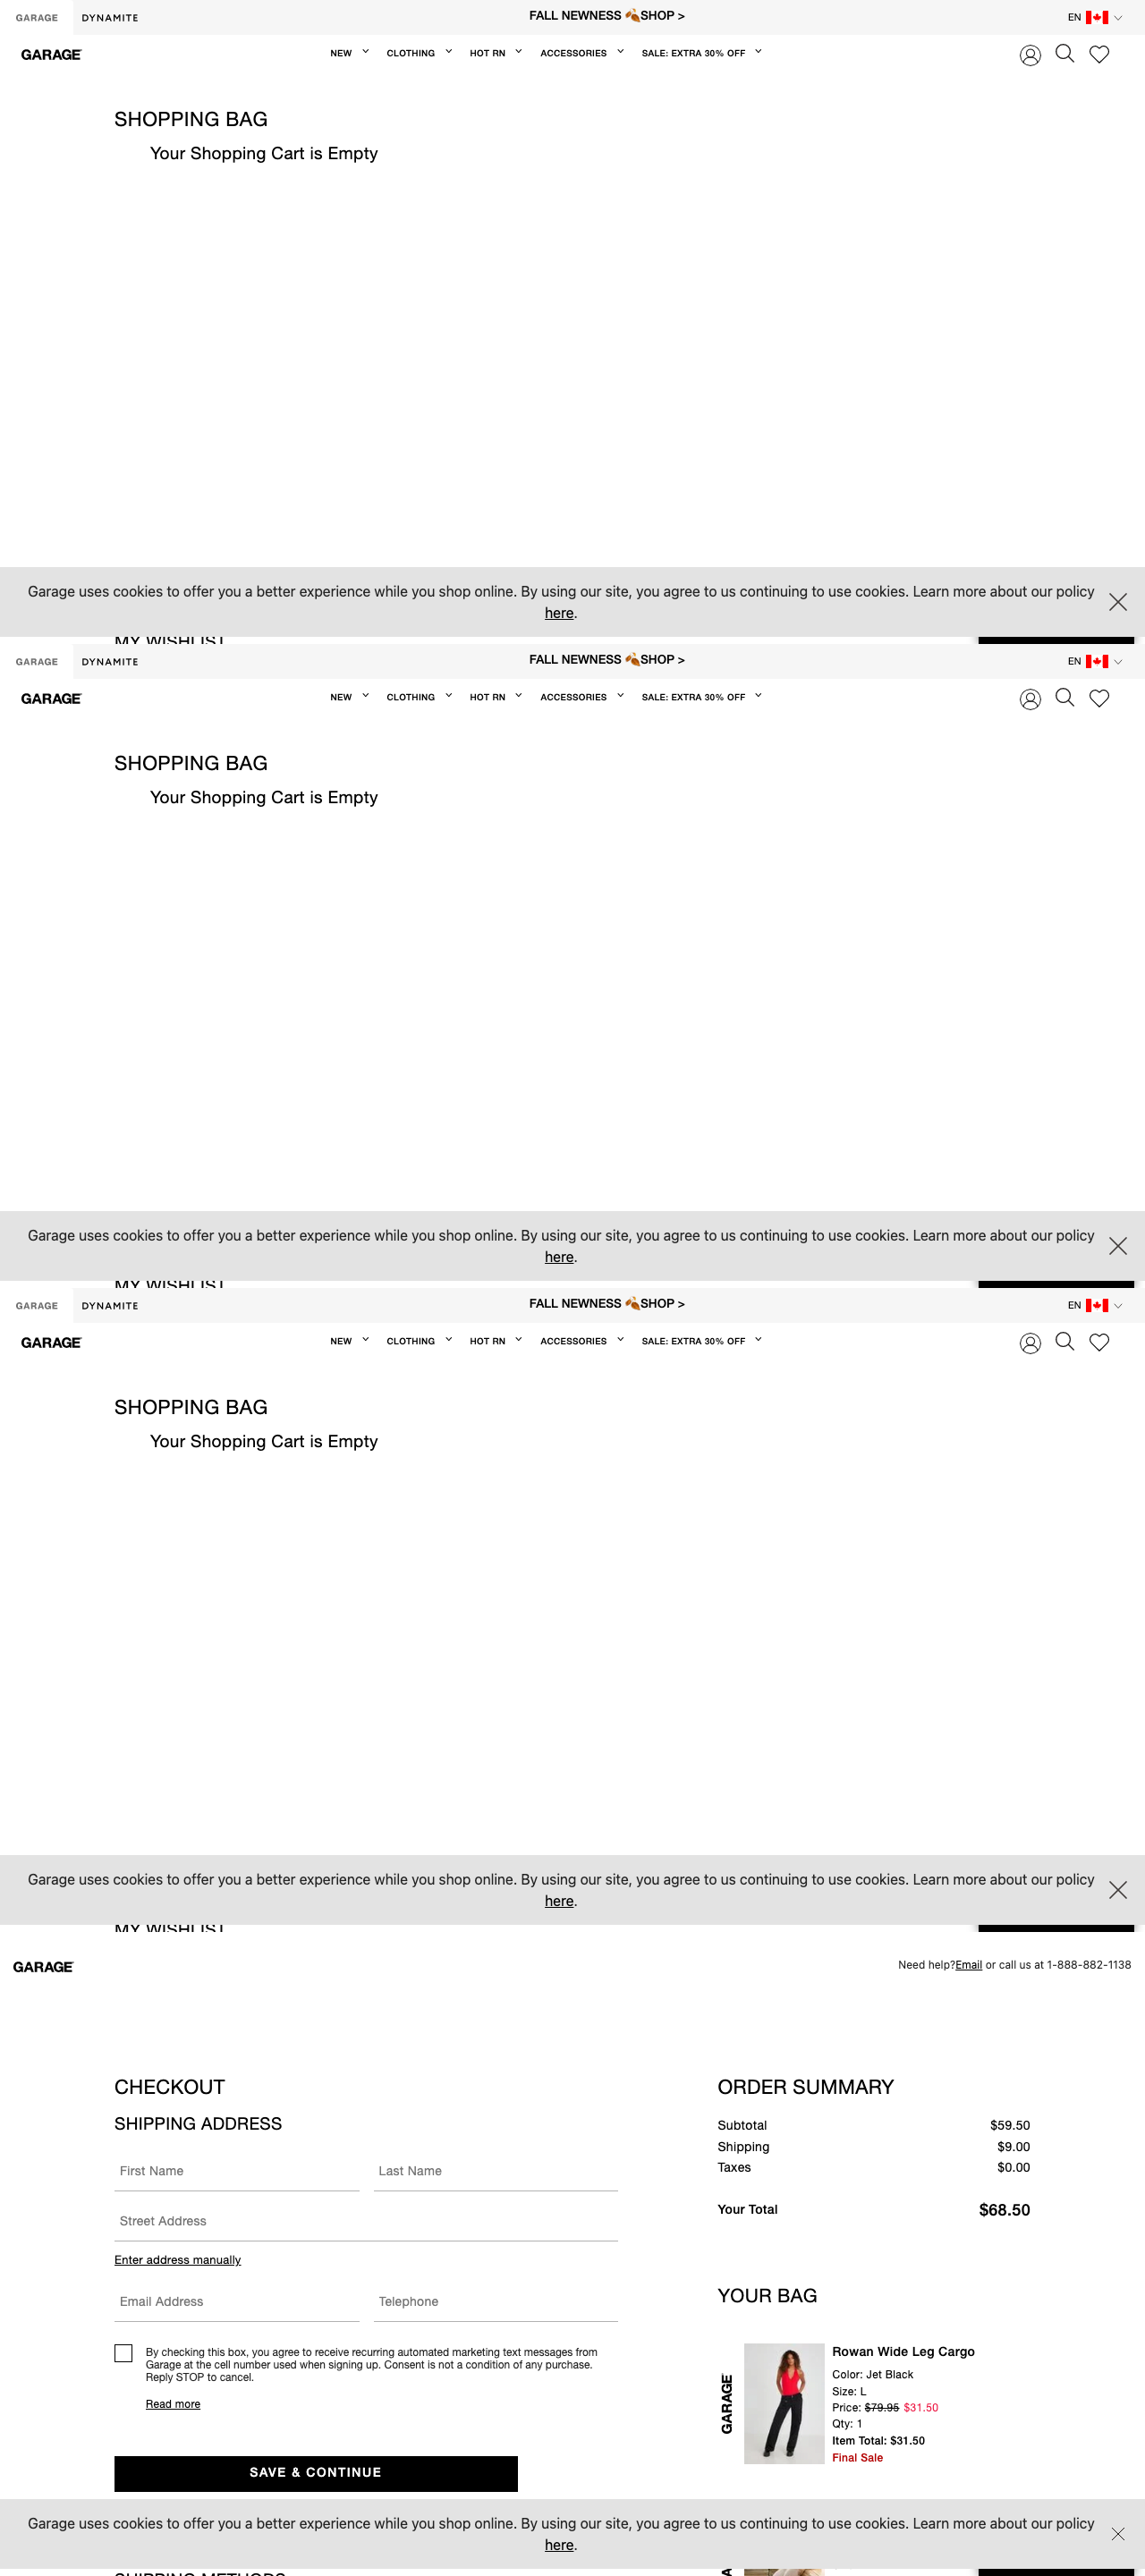 GARAGE DYNAMITE FALL NEWNESS 🍂SHOP > EN
GARAGE NEW CLOTHING HOT RN ACCESSORIES SALE: EXTRA 30% OFF
SHOPPING BAG
Your Shopping Cart is Empty
Garage uses cookies to offer you a better experience while you shop online. By using our site, you agree to us continuing to use cookies. Learn more about our policy
here.
MY WISHLIST
GARAGE DYNAMITE FALL NEWNESS 🍂SHOP > EN
GARAGE NEW CLOTHING HOT RN ACCESSORIES SALE: EXTRA 30% OFF
SHOPPING BAG
Your Shopping Cart is Empty
Garage uses cookies to offer you a better experience while you shop online. By using our site, you agree to us continuing to use cookies. Learn more about our policy
here.
MY WISHLIST
GARAGE DYNAMITE FALL NEWNESS 🍂SHOP > EN
GARAGE NEW CLOTHING HOT RN ACCESSORIES SALE: EXTRA 30% OFF
SHOPPING BAG
Your Shopping Cart is Empty
Garage uses cookies to offer you a better experience while you shop online. By using our site, you agree to us continuing to use cookies. Learn more about our policy
here.
MY WISHLIST
GARAGE Need help?Email or call us at 1-888-882-1138
CHECKOUT
SHIPPING ADDRESS
First Name Last Name
Street Address
Enter address manually
Email Address Telephone
By checking this box, you agree to receive recurring automated marketing text messages from
Garage at the cell number used when signing up. Consent is not a condition of any purchase.
Reply STOP to cancel.
Read more
SAVE & CONTINUE
ORDER SUMMARY
Subtotal $59.50
Shipping $9.00
Taxes $0.00
Your Total $68.50
YOUR BAG
GARAGE
Rowan Wide Leg Cargo
Color: Jet Black
Size: L
Price: $79.95 $31.50
Qty: 1
Item Total: $31.50
Final Sale
Garage uses cookies to offer you a better experience while you shop online. By using our site, you agree to us continuing to use cookies. Learn more about our policy
here.
SHIPPING METHODS